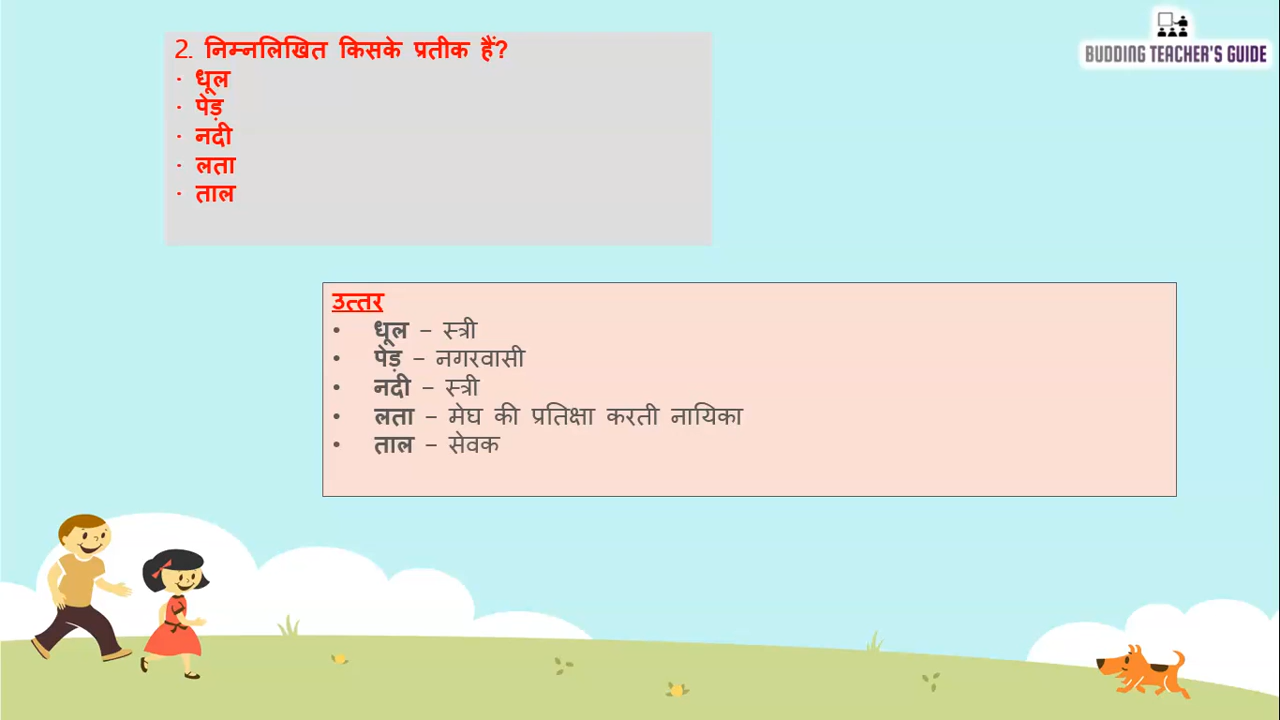 BUDDING TEACHER'S GUIDE
2. निम्नलिखित किसके प्रतीक हैं?
· धूल
· पेड़
· नदी
· लता
· ताल
उत्तर
• धूल – स्त्री
• पेड़ – नगरवासी
• नदी – स्त्री
• लता – मेघ की प्रतिक्षा करती नायिका
• ताल – सेवक